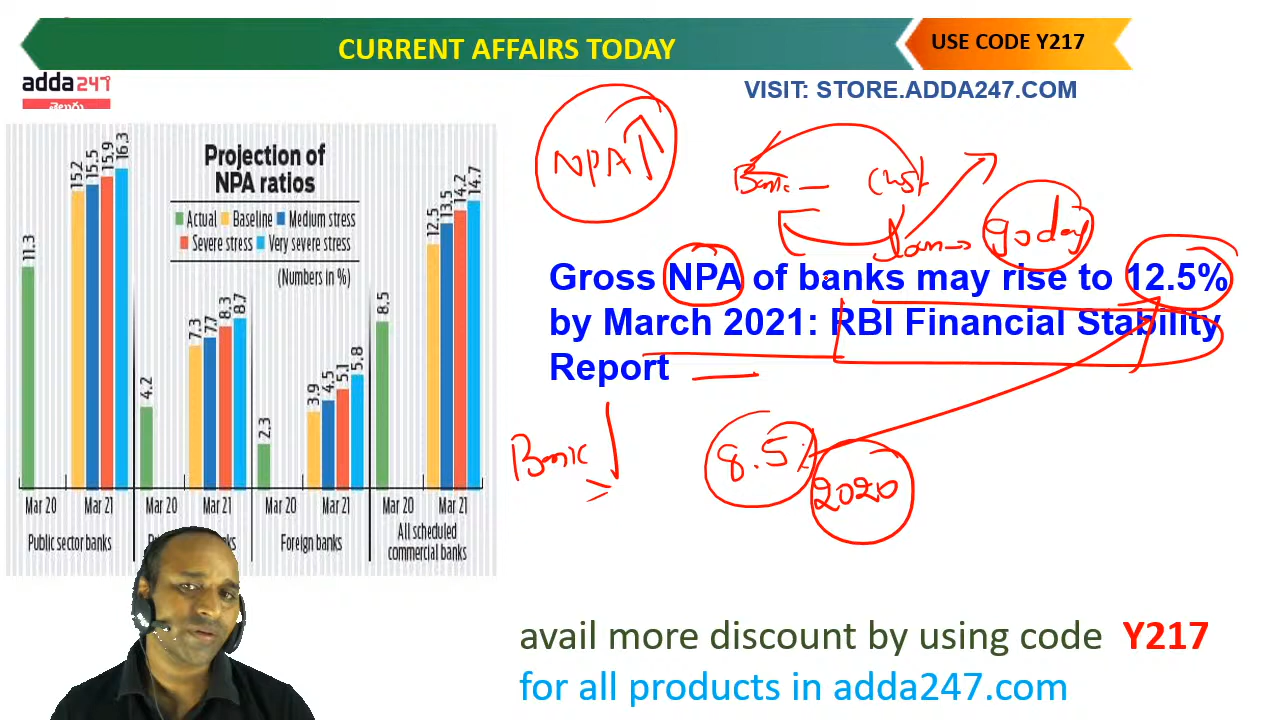 CURRENT AFFAIRS TODAY
USE CODE Y217
adda247
తెలుగు
VISIT: STORE.ADDA247.COM
Projection of
NPA ratios
Actual Baseline Medium stress
Severe stress Very severe stress
(Numbers in %)
11.3 15.2 15.5 15.9 16.3
4.2 7.3 7.7 8.3 8.7
2.3 3.9 4.5 5.1 5.8
8.5 12.5 13.5 14.2 14.7
Mar 20 Mar 21 Mar 20 Mar 21 Mar 20 Mar 21 Mar 20 Mar 21
Public sector banks
Foreign banks
All scheduled
commercial banks
NPA
Bank – Cust
loan → 90 day
Gross NPA of banks may rise to 12.5%
by March 2021: RBI Financial Stability
Report
Bank
8.5%
2020
avail more discount by using code Y217
for all products in adda247.com